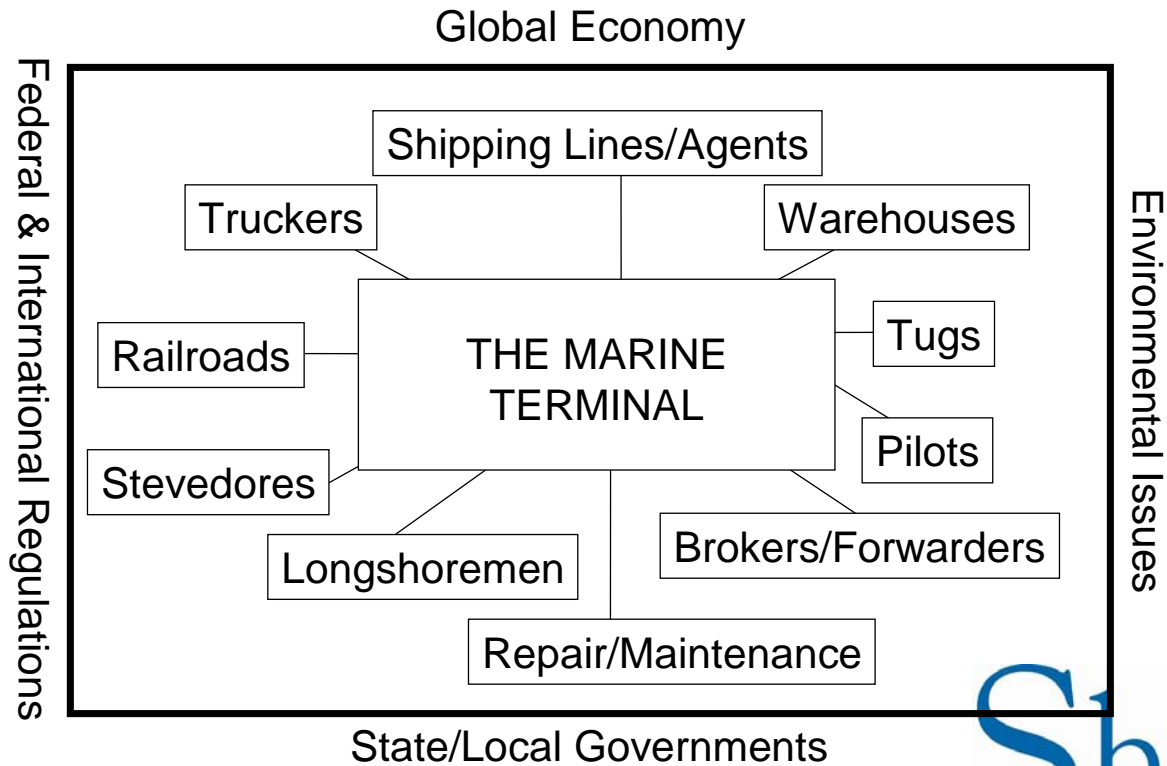 Global Economy
Federal & International Regulations
Shipping Lines/Agents
Truckers
Warehouses
Railroads
THE MARINE
TERMINAL
Tugs
Pilots
Stevedores
Longshoremen
Brokers/Forwarders
Repair/Maintenance
Environmental Issues
State/Local Governments